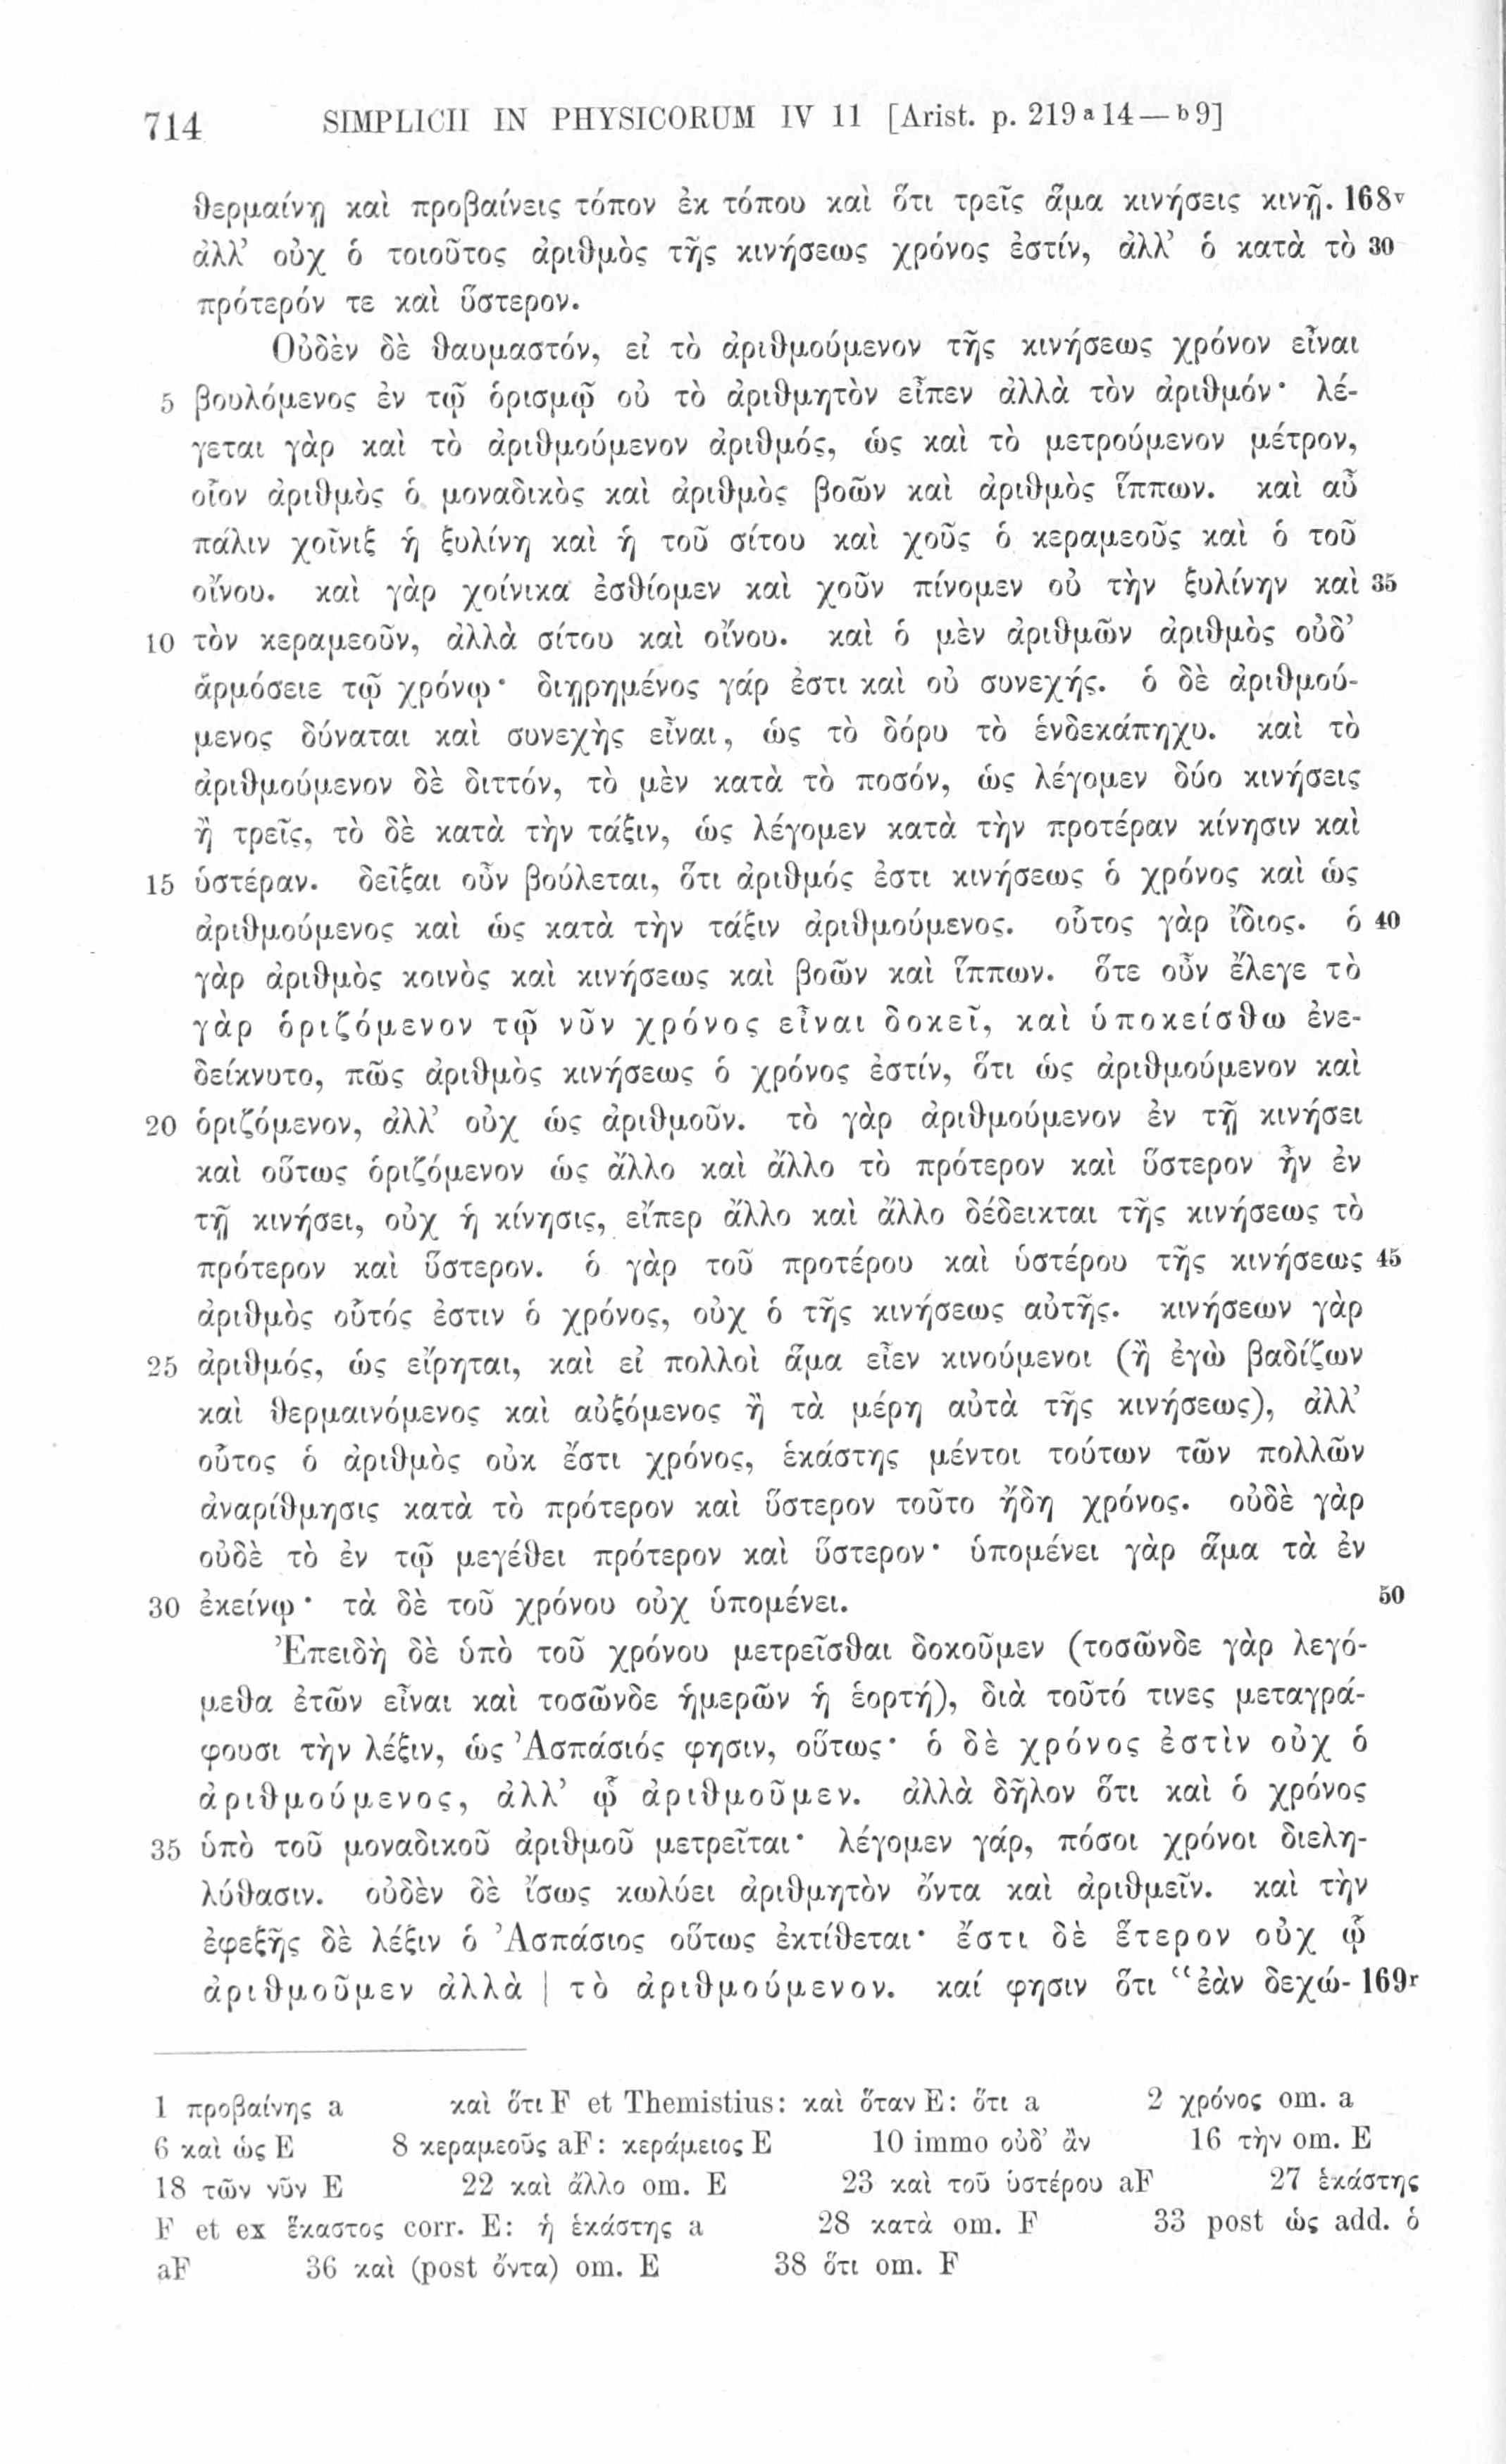 714 SIMPLICII IN PHYSICORUM IV 11 [Arist. p. 219 a 14 — b 9]
θερμαίνῃ καὶ προβαίνεις τόπον ἐκ τόπου καὶ ὅτι τρεῖς ἅμα κινήσεις κινῇ. 168v
ἀλλ’ οὐχ ὁ τοιοῦτος ἀριθμὸς τῆς κινήσεως χρόνος ἐστίν, ἀλλ’ ὁ κατὰ τὸ 30
πρότερόν τε καὶ ὕστερον.
Οὐδὲν δὲ θαυμαστόν, εἰ τὸ ἀριθμούμενον τῆς κινήσεως χρόνον εἶναι
5 βουλόμενος ἐν τῷ ὁρισμῷ οὐ τὸ ἀριθμητὸν εἶπεν ἀλλὰ τὸν ἀριθμόν· λέ-
γεται γὰρ καὶ τὸ ἀριθμούμενον ἀριθμός, ὡς καὶ τὸ μετρούμενον μέτρον,
οἷον ἀριθμὸς ὁ μοναδικὸς καὶ ἀριθμὸς βοῶν καὶ ἀριθμὸς ἵππων. καὶ αὖ
πάλιν χοῖνιξ ἡ ξυλίνη καὶ ἡ τοῦ σίτου καὶ χοῦς ὁ κεραμεοῦς καὶ ὁ τοῦ
οἴνου. καὶ γὰρ χοίνικα ἐσθίομεν καὶ χοῦν πίνομεν οὐ τὴν ξυλίνην καὶ 35
10 τὸν κεραμεοῦν, ἀλλὰ σίτου καὶ οἴνου. καὶ ὁ μὲν ἀριθμῶν ἀριθμὸς οὐδ’
ἁρμόσειε τῷ χρόνῳ· διῃρημένος γάρ ἐστι καὶ οὐ συνεχής. ὁ δὲ ἀριθμού-
μενος δύναται καὶ συνεχὴς εἶναι, ὡς τὸ δόρυ τὸ ἑνδεκάπηχυ. καὶ τὸ
ἀριθμούμενον δὲ διττόν, τὸ μὲν κατὰ τὸ ποσόν, ὡς λέγομεν δύο κινήσεις
ἢ τρεῖς, τὸ δὲ κατὰ τὴν τάξιν, ὡς λέγομεν κατὰ τὴν προτέραν κίνησιν καὶ
15 ὑστέραν. δεῖξαι οὖν βούλεται, ὅτι ἀριθμός ἐστι κινήσεως ὁ χρόνος καὶ ὡς
ἀριθμούμενος καὶ ὡς κατὰ τὴν τάξιν ἀριθμούμενος. οὗτος γὰρ ἴδιος. ὁ 40
γὰρ ἀριθμὸς κοινὸς καὶ κινήσεως καὶ βοῶν καὶ ἵππων. ὅτε οὖν ἔλεγε τὸ
γὰρ ὁριζόμενον τῷ νῦν χρόνος εἶναι δοκεῖ, καὶ ὑποκείσθω ἐνε-
δείκνυτο, πῶς ἀριθμὸς κινήσεως ὁ χρόνος ἐστίν, ὅτι ὡς ἀριθμούμενον καὶ
20 ὁριζόμενον, ἀλλ’ οὐχ ὡς ἀριθμοῦν. τὸ γὰρ ἀριθμούμενον ἐν τῇ κινήσει
καὶ οὕτως ὁριζόμενον ὡς ἄλλο καὶ ἄλλο τὸ πρότερον καὶ ὕστερον ἦν ἐν
τῇ κινήσει, οὐχ ἡ κίνησις, εἴπερ ἄλλο καὶ ἄλλο δέδεικται τῆς κινήσεως τὸ
πρότερον καὶ ὕστερον. ὁ γὰρ τοῦ προτέρου καὶ ὑστέρου τῆς κινήσεως 45
ἀριθμὸς οὗτός ἐστιν ὁ χρόνος, οὐχ ὁ τῆς κινήσεως αὐτῆς. κινήσεων γὰρ
25 ἀριθμός, ὡς εἴρηται, καὶ εἰ πολλοὶ ἅμα εἶεν κινούμενοι (ἢ ἐγὼ βαδίζων
καὶ θερμαινόμενος καὶ αὐξόμενος ἢ τὰ μέρη αὐτὰ τῆς κινήσεως), ἀλλ’
οὗτος ὁ ἀριθμὸς οὐκ ἔστι χρόνος, ἑκάστης μέντοι τούτων τῶν πολλῶν
ἀναρίθμησις κατὰ τὸ πρότερον καὶ ὕστερον τοῦτο ἤδη χρόνος. οὐδὲ γὰρ
οὐδὲ τὸ ἐν τῷ μεγέθει πρότερον καὶ ὕστερον· ὑπομένει γὰρ ἅμα τὰ ἐν
30 ἐκείνῳ· τὰ δὲ τοῦ χρόνου οὐχ ὑπομένει. 50
Ἐπειδὴ δὲ ὑπὸ τοῦ χρόνου μετρεῖσθαι δοκοῦμεν (τοσῶνδε γὰρ λεγό-
μεθα ἐτῶν εἶναι καὶ τοσῶνδε ἡμερῶν ἡ ἑορτή), διὰ τοῦτό τινες μεταγρά-
φουσι τὴν λέξιν, ὡς Ἀσπάσιός φησιν, οὕτως· ὁ δὲ χρόνος ἐστὶν οὐχ ὁ
ἀριθμούμενος, ἀλλ’ ᾧ ἀριθμοῦμεν. ἀλλὰ δῆλον ὅτι καὶ ὁ χρόνος
35 ὑπὸ τοῦ μοναδικοῦ ἀριθμοῦ μετρεῖται· λέγομεν γάρ, πόσοι χρόνοι διελη-
λύθασιν. οὐδὲν δὲ ἴσως κωλύει ἀριθμητὸν ὄντα καὶ ἀριθμεῖν. καὶ τὴν
ἐφεξῆς δὲ λέξιν ὁ Ἀσπάσιος οὕτως ἐκτίθεται· ἔστι δὲ ἕτερον οὐχ ᾧ
ἀριθμοῦμεν ἀλλὰ | τὸ ἀριθμούμενον. καί φησιν ὅτι “ἐὰν δεχώ- 169r
1 προβαίνης a καὶ ὅτι F et Themistius: καὶ ὅταν E: ὅτι a 2 χρόνος om. a
6 καὶ ὡς E 8 κεραμεοῦς aF: κεράμειος E 10 immo οὐδ’ ἂν 16 τὴν om. E
18 τῶν νῦν E 22 καὶ ἄλλο om. E 23 καὶ τοῦ ὑστέρου aF 27 ἑκάστης
F et ex ἕκαστος corr. E: ἡ ἑκάστης a 28 κατὰ om. F 33 post ὡς add. ὁ
aF 36 καὶ (post ὄντα) om. E 38 ὅτι om. F